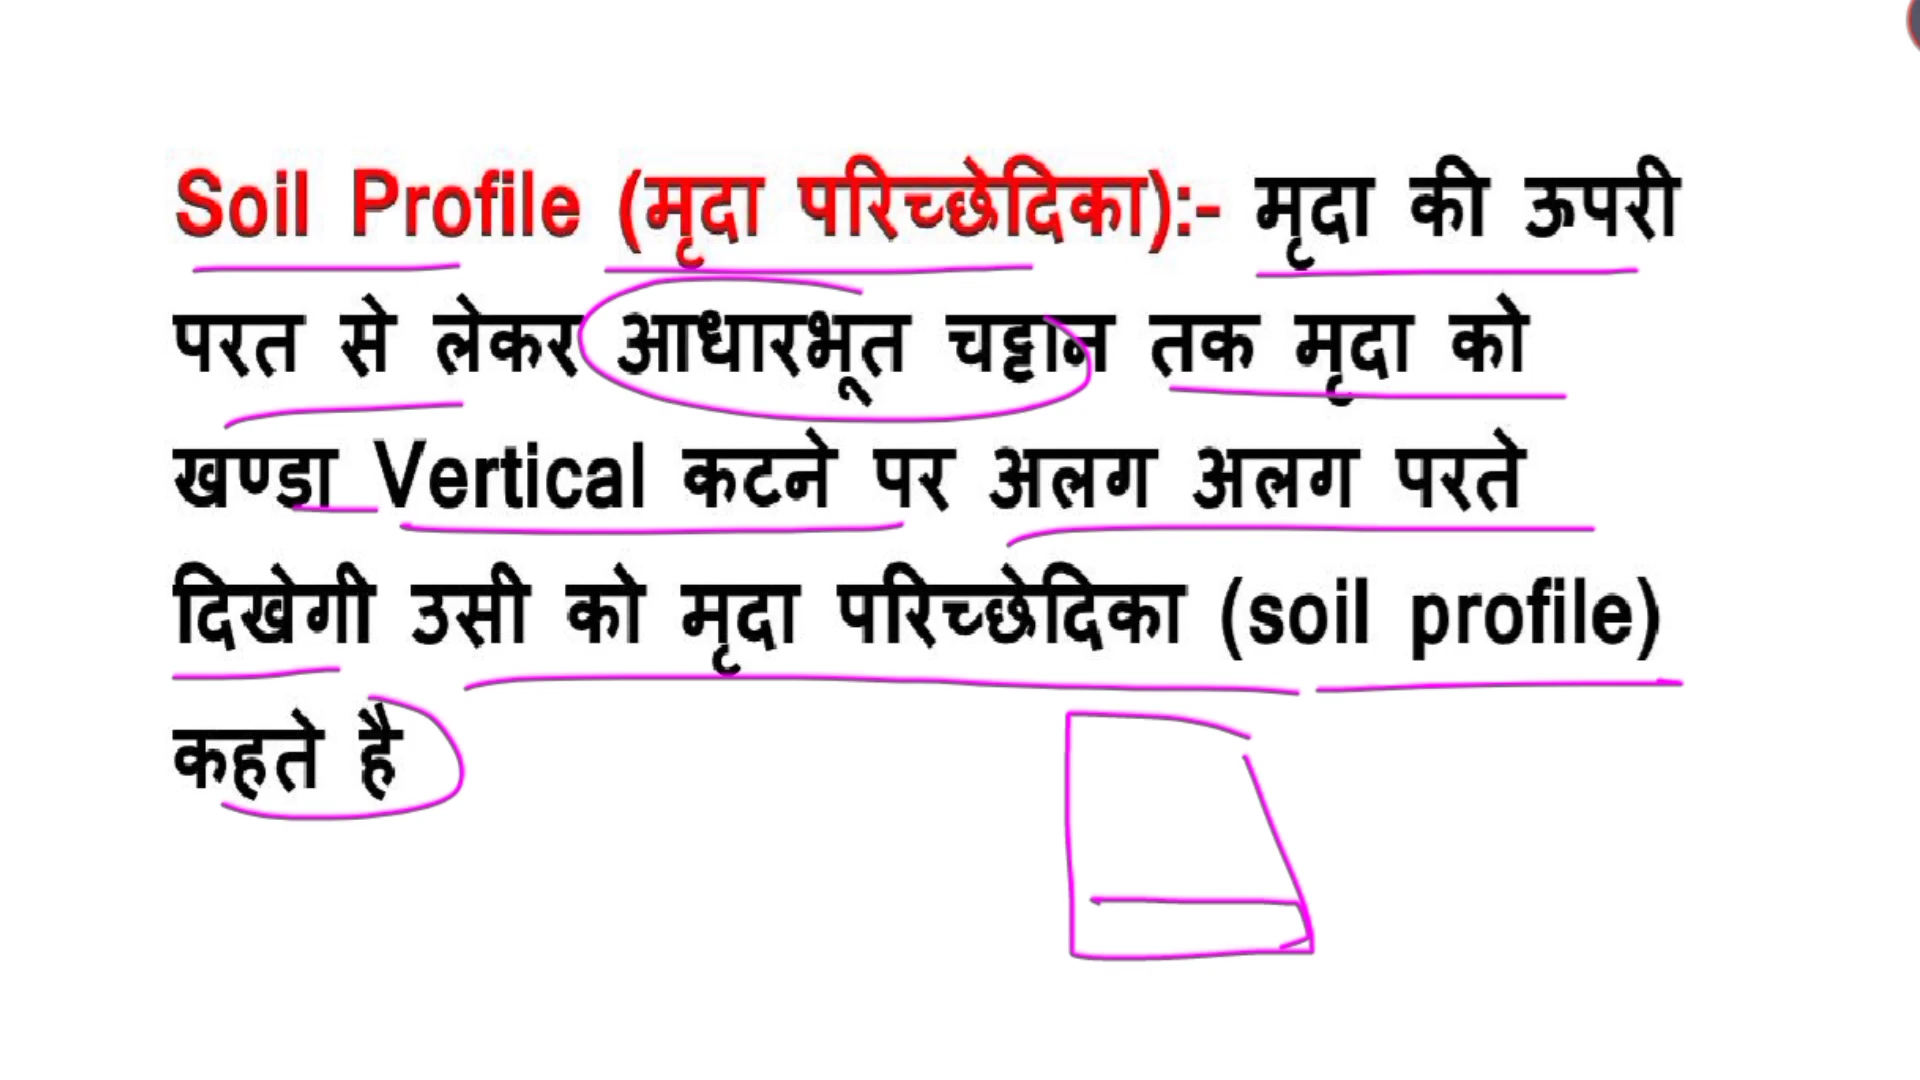 Soil Profile (मृदा परिच्छेदिका):- मृदा की ऊपरी
परत से लेकर आधारभूत चट्टान तक मृदा को
खण्डा Vertical कटने पर अलग अलग परते
दिखेगी उसी को मृदा परिच्छेदिका (soil profile)
कहते है